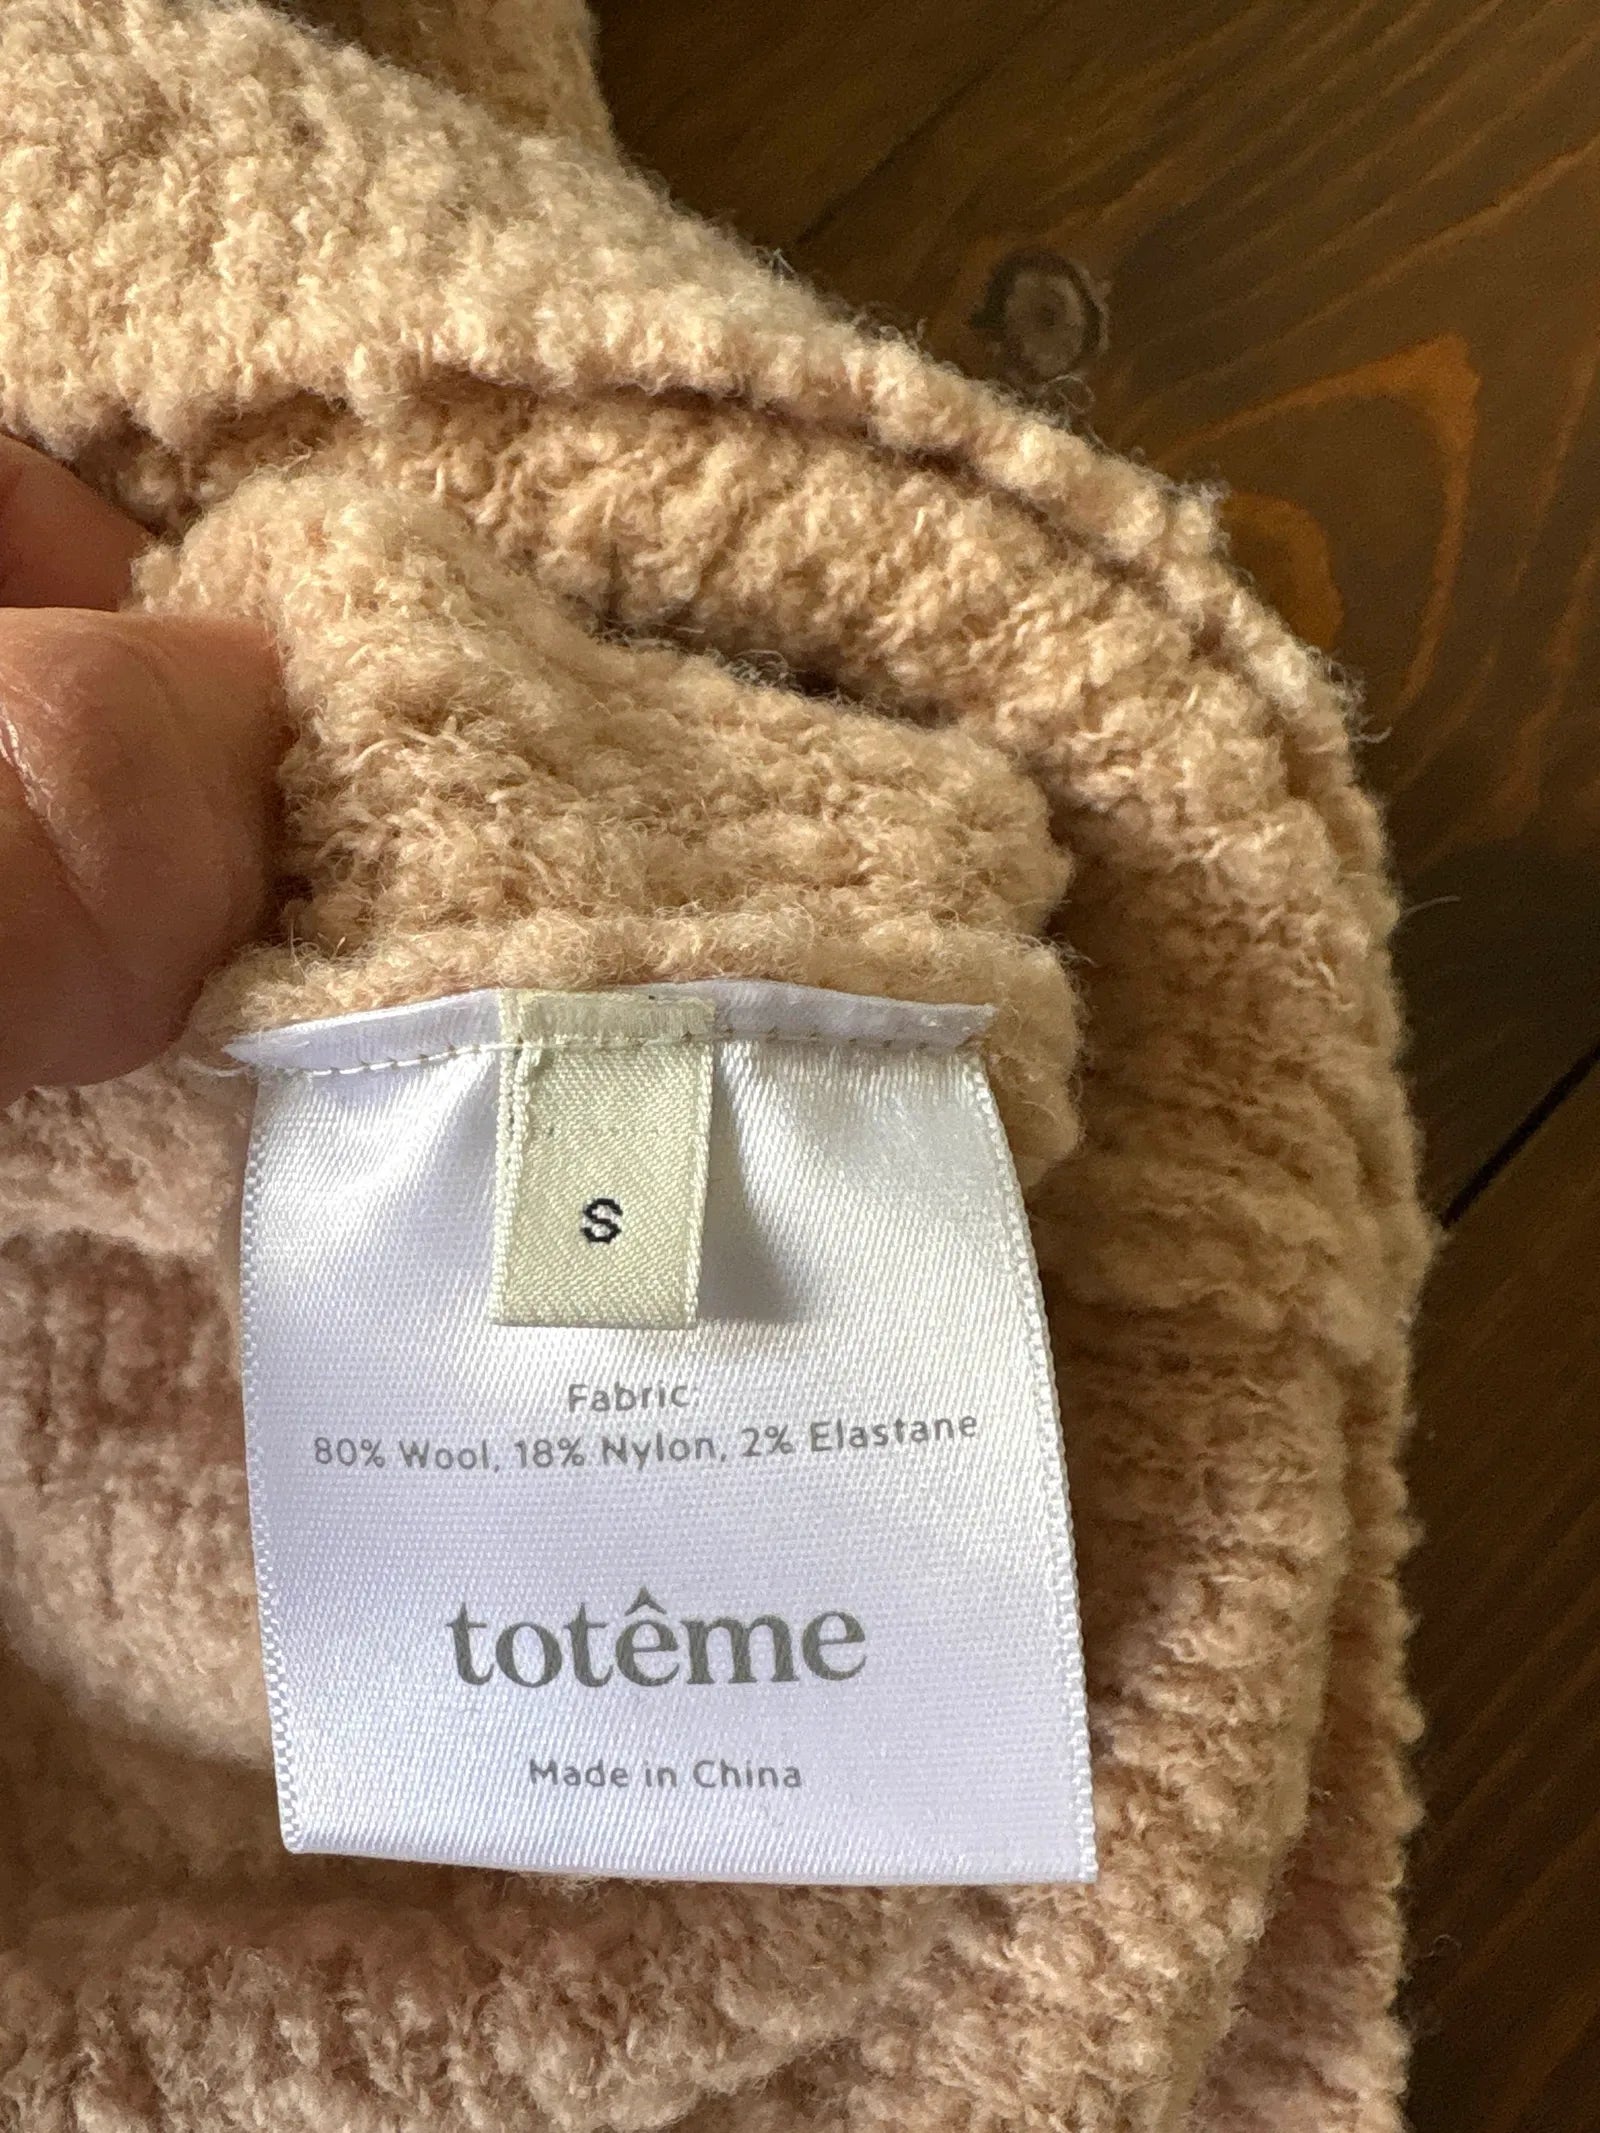 S
Fabric:
80% Wool, 18% Nylon, 2% Elastane
totême
Made in China